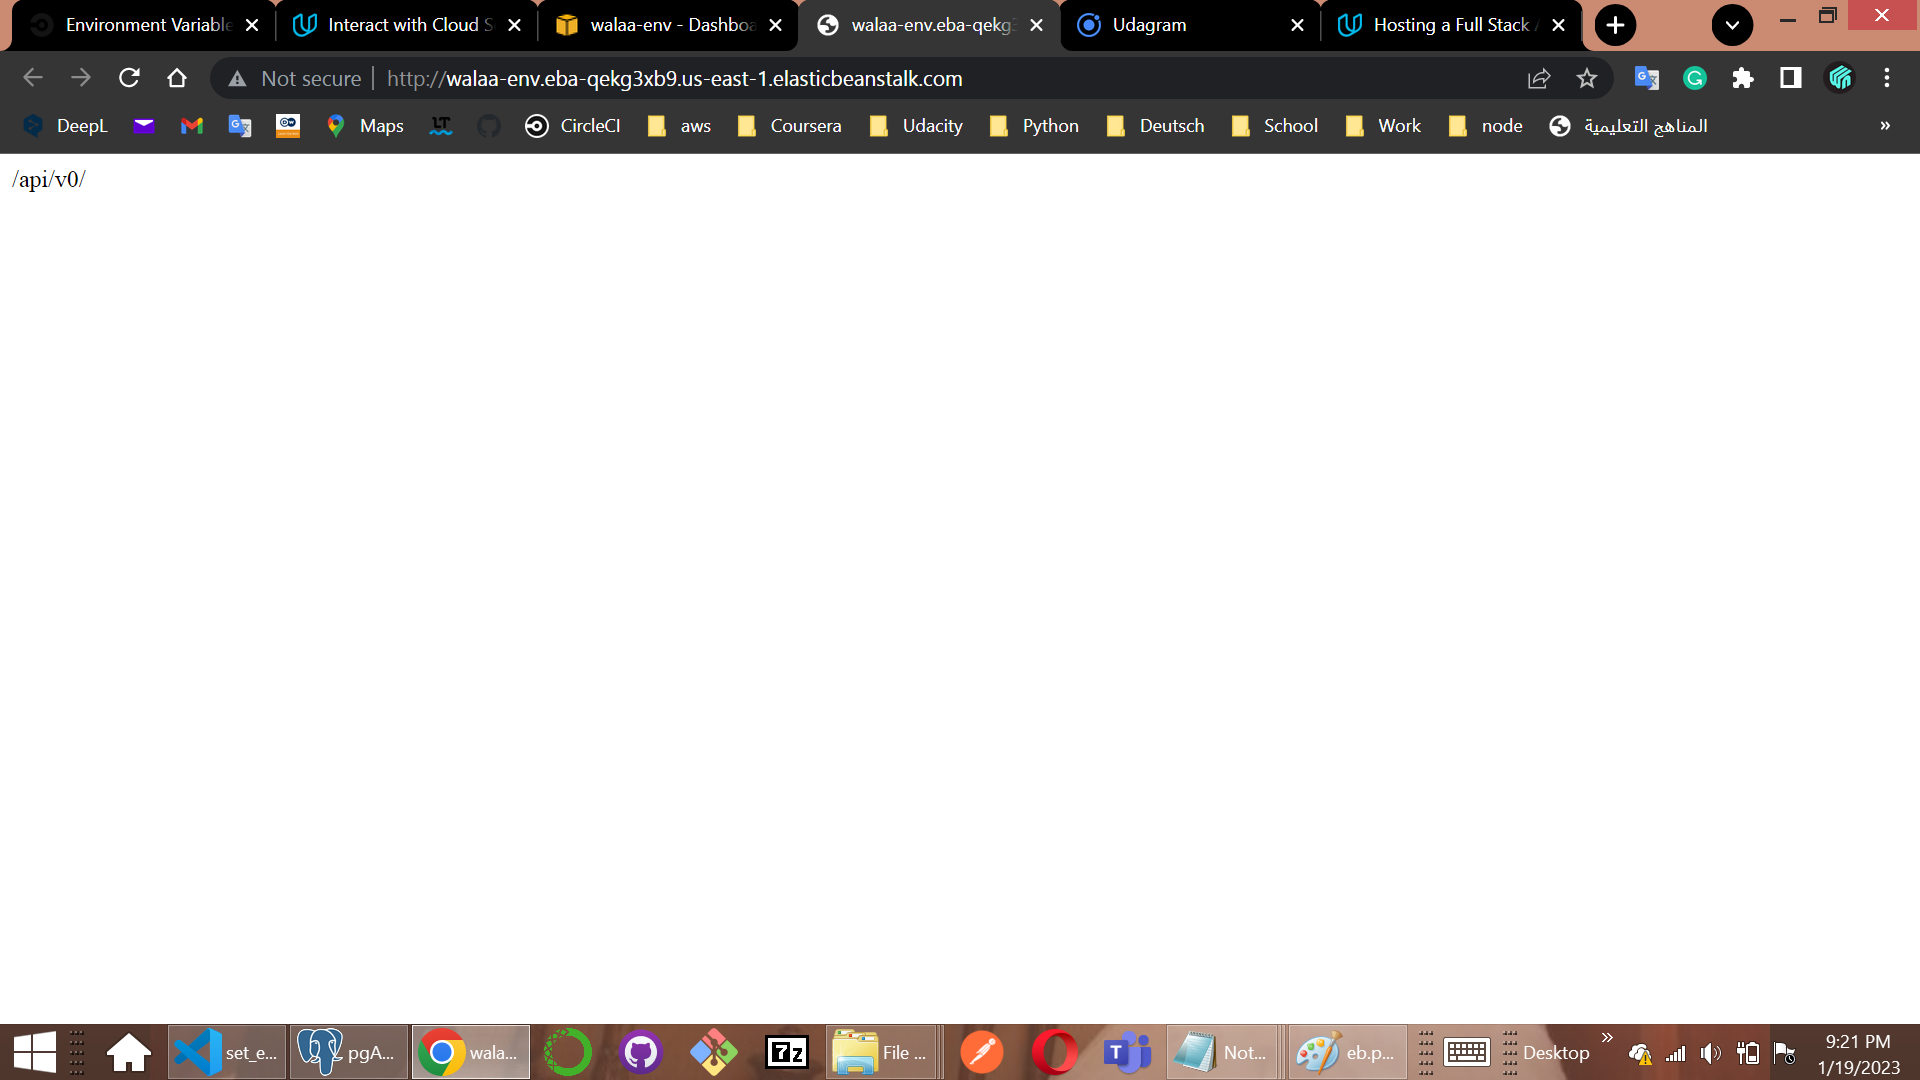 Environment Variable
Interact with Cloud S
walaa-env - Dashboa
walaa-env.eba-qekg3
Udagram
Hosting a Full Stack A
Not secure
http://walaa-env.eba-qekg3xb9.us-east-1.elasticbeanstalk.com
DeepL
Maps
LT
CircleCI
aws
Coursera
Udacity
Python
Deutsch
School
Work
node
المناهج التعليمية
»
/api/v0/
set_e...
pgA...
wala...
7z
File ...
T
Not...
eb.p...
Desktop
»
9:21 PM
1/19/2023